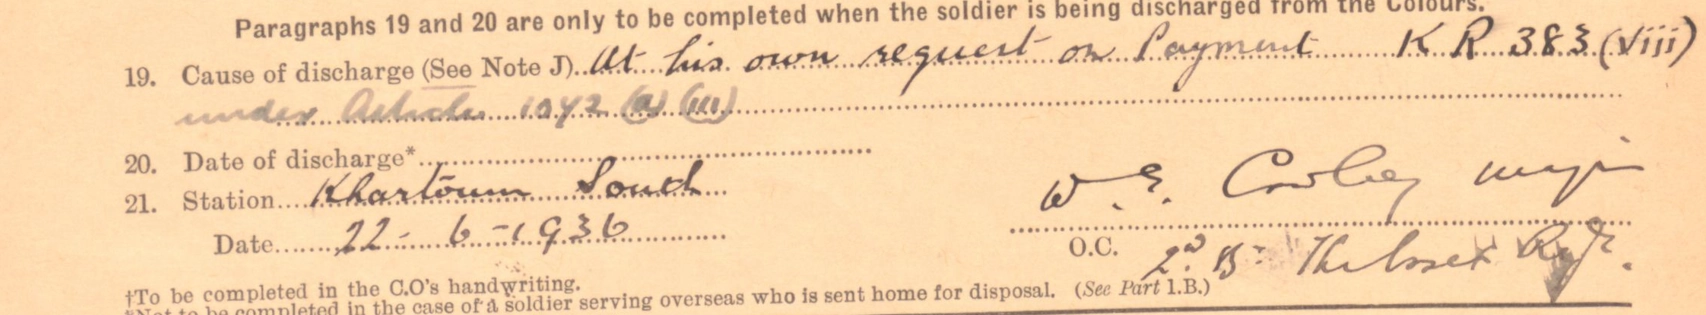 Paragraphs 19 and 20 are only to be completed when the soldier is being discharged from the Colours.
19. Cause of discharge (See Note J).. At his own request on Payment K R 383 (viii)
under Article 1042 (a) (iii)
20. Date of discharge*
21. Station.... Khartoum South
W. E. Cowley Major
Date....... 22 - 6 - 1936
O.C. 2nd Bn The Essex Regt.
†To be completed in the C.O's handwriting.
(See Part 1.B.)
*Not to be completed in the case of a soldier serving overseas who is sent home for disposal.